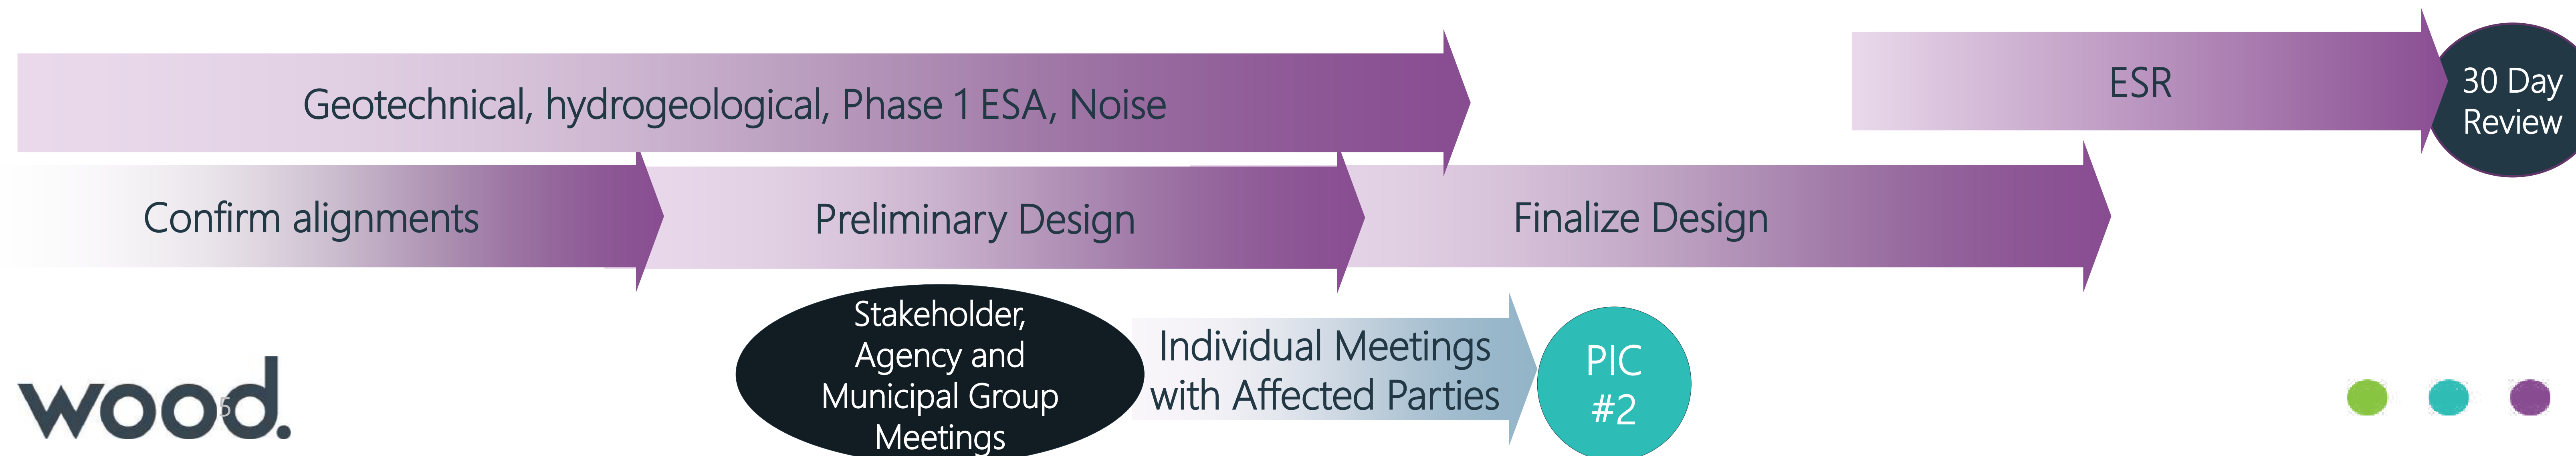 Geotechnical, hydrogeological, Phase 1 ESA, Noise
ESR
30 Day
Review
Confirm alignments
Preliminary Design
Finalize Design
Stakeholder,
Agency and
Municipal Group
Meetings
Individual Meetings
with Affected Parties
PIC
#2
wood.
5